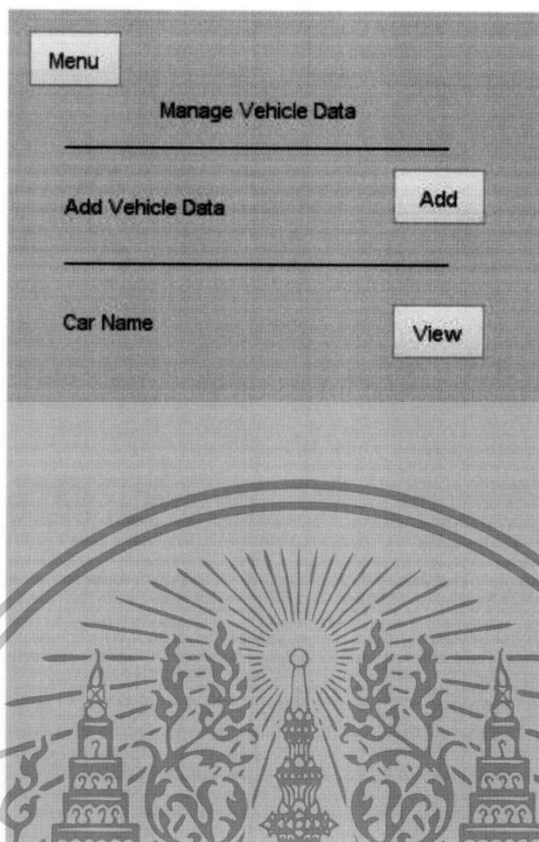 Menu
Manage Vehicle Data
Add Vehicle Data
Add
Car Name
View